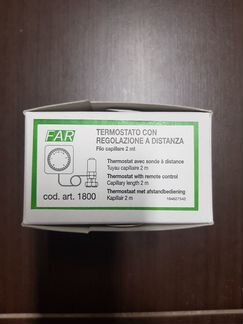 FAR
TERMOSTATO CON
REGOLAZIONE A DISTANZA
Filo capillare 2 mt
Thermostat avec sonde à distance
Tuyau capillaire 2 m
Thermostat with remote control
Capillary length 2 m
Thermostaat met afstandbediening
Kapillair 2 m
cod. art. 1800